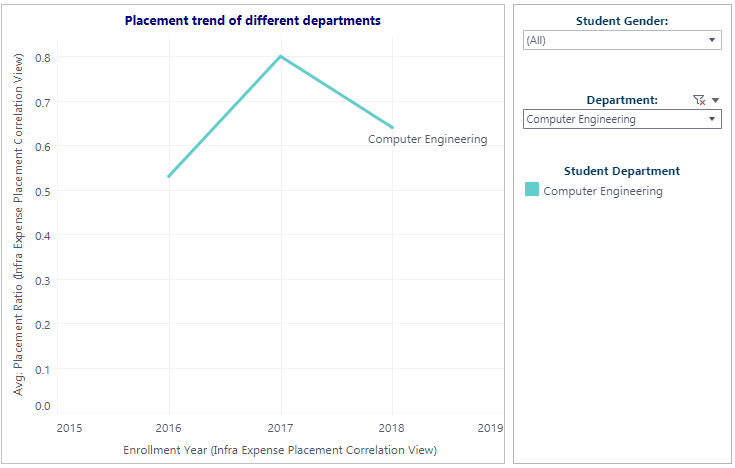 Placement trend of different departments
Avg. Placement Ratio (Infra Expense Placement Correlation View)
0.8
0.7
0.6
0.5
0.4
0.3
0.2
0.1
0.0
Computer Engineering
2015 2016 2017 2018 2019
Enrollment Year (Infra Expense Placement Correlation View)
Student Gender:
(All)
Department:
Computer Engineering
Student Department
Computer Engineering